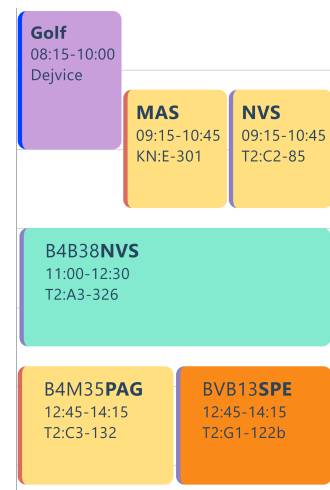 Golf
08:15-10:00
Dejvice
MAS
09:15-10:45
KN:E-301
NVS
09:15-10:45
T2:C2-85
B4B38NVS
11:00-12:30
T2:A3-326
B4M35PAG
12:45-14:15
T2:C3-132
BVB13SPE
12:45-14:15
T2:G1-122b